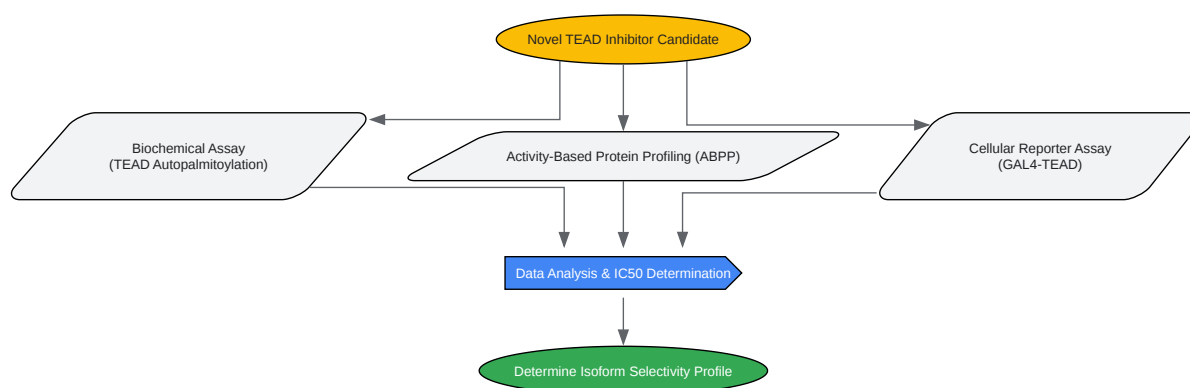 Novel TEAD Inhibitor Candidate
Biochemical Assay
(TEAD Autopalmitoylation)
Activity-Based Protein Profiling (ABPP)
Cellular Reporter Assay
(GAL4-TEAD)
Data Analysis & IC50 Determination
Determine Isoform Selectivity Profile